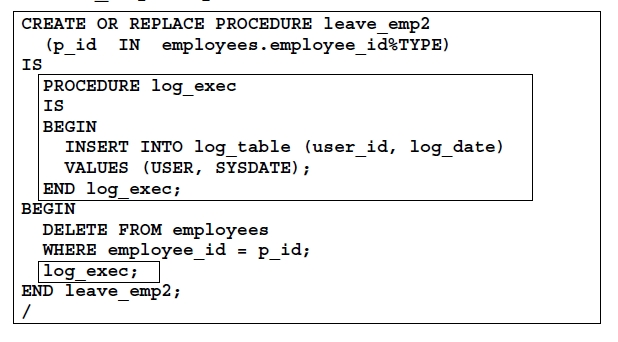 CREATE OR REPLACE PROCEDURE leave_emp2
(p_id IN employees.employee_id%TYPE)
IS
PROCEDURE log_exec
IS
BEGIN
INSERT INTO log_table (user_id, log_date)
VALUES (USER, SYSDATE);
END log_exec;
BEGIN
DELETE FROM employees
WHERE employee_id = p_id;
log_exec;
END leave_emp2;
/